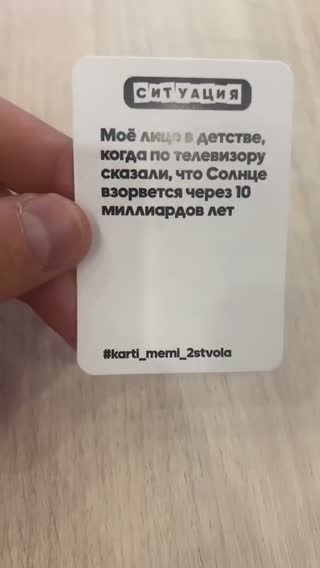 СИТУАЦИЯ
Моё лицо в детстве,
когда по телевизору
сказали, что Солнце
взорвется через 10
миллиардов лет
#karti_memi_2stvola